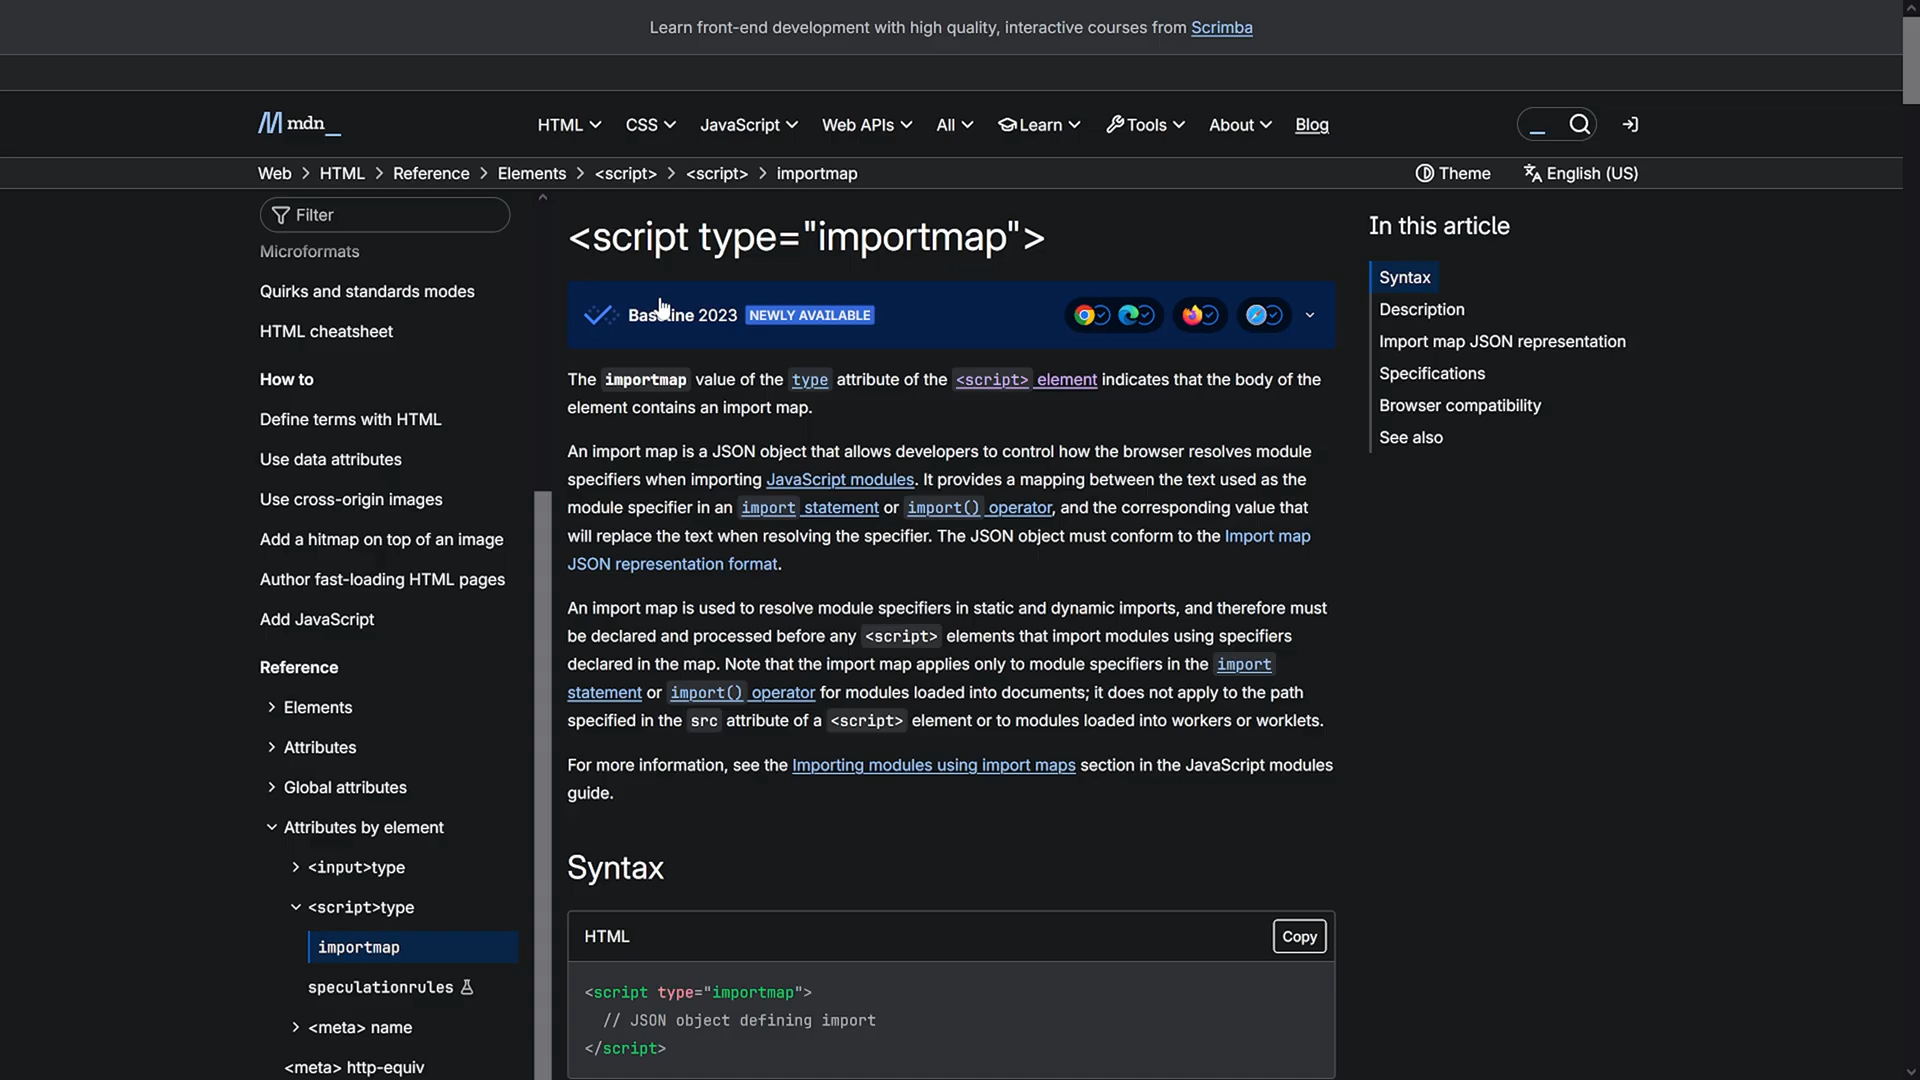 Learn front-end development with high quality, interactive courses from Scrimba
mdn_
HTML CSS JavaScript Web APIs All Learn Tools About Blog
Web > HTML > Reference > Elements > <script> > <script> > importmap
Theme English (US)
Filter
Microformats
Quirks and standards modes
HTML cheatsheet
How to
Define terms with HTML
Use data attributes
Use cross-origin images
Add a hitmap on top of an image
Author fast-loading HTML pages
Add JavaScript
Reference
Elements
Attributes
Global attributes
Attributes by element
<input>type
<script>type
importmap
speculationrules
<meta> name
<meta> http-equiv
<script type="importmap">
Baseline 2023 NEWLY AVAILABLE
The importmap value of the type attribute of the <script> element indicates that the body of the
element contains an import map.
An import map is a JSON object that allows developers to control how the browser resolves module
specifiers when importing JavaScript modules. It provides a mapping between the text used as the
module specifier in an import statement or import() operator, and the corresponding value that
will replace the text when resolving the specifier. The JSON object must conform to the Import map
JSON representation format.
An import map is used to resolve module specifiers in static and dynamic imports, and therefore must
be declared and processed before any <script> elements that import modules using specifiers
declared in the map. Note that the import map applies only to module specifiers in the import
statement or import() operator for modules loaded into documents; it does not apply to the path
specified in the src attribute of a <script> element or to modules loaded into workers or worklets.
For more information, see the Importing modules using import maps section in the JavaScript modules
guide.
Syntax
HTML
Copy
<script type="importmap">
// JSON object defining import
</script>
In this article
Syntax
Description
Import map JSON representation
Specifications
Browser compatibility
See also